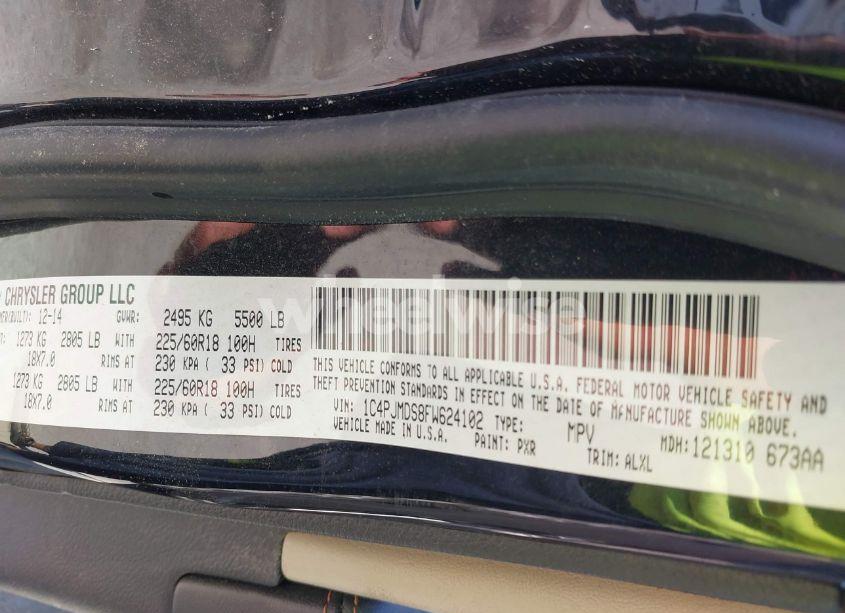 CHRYSLER GROUP LLC
12-14 GVWR: 2495 KG 5500 LB
1273 KG 2805 LB WITH 225/60R18 100H TIRES
18X7.0 RIMS AT 230 KPA ( 33 PSI) COLD
1273 KG 2805 LB WITH 225/60R18 100H TIRES
18X7.0 RIMS AT 230 KPA ( 33 PSI) COLD
THIS VEHICLE CONFORMS TO ALL APPLICABLE U.S.A. FEDERAL MOTOR VEHICLE SAFETY AND
THEFT PREVENTION STANDARDS IN EFFECT ON THE DATE OF MANUFACTURE SHOWN ABOVE.
VIN: 1C4PJMDS8FW624102 TYPE: MPV MDH:121310 673AA
VEHICLE MADE IN U.S.A. PAINT: PXR TRIM: ALXL
wheelwise